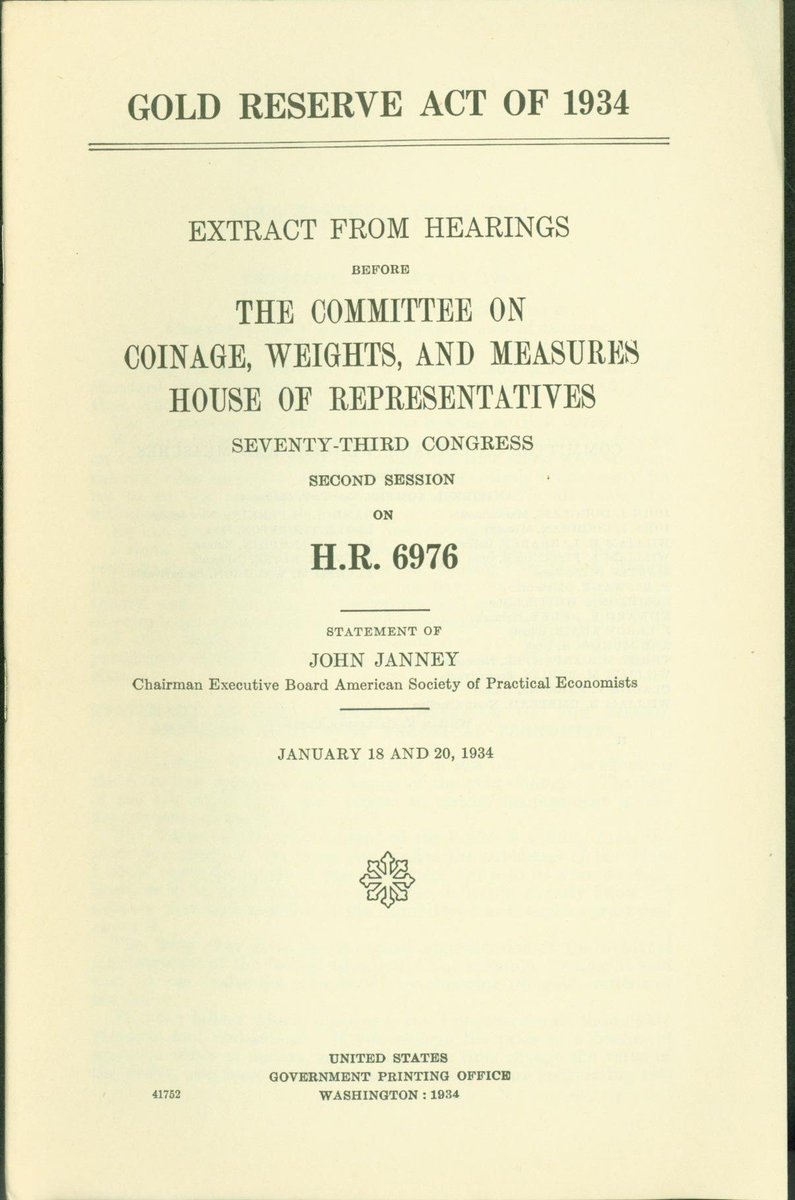 GOLD RESERVE ACT OF 1934
EXTRACT FROM HEARINGS
BEFORE
THE COMMITTEE ON
COINAGE, WEIGHTS, AND MEASURES
HOUSE OF REPRESENTATIVES
SEVENTY-THIRD CONGRESS
SECOND SESSION
ON
H.R. 6976
STATEMENT OF
JOHN JANNEY
Chairman Executive Board American Society of Practical Economists
JANUARY 18 AND 20, 1934
UNITED STATES
GOVERNMENT PRINTING OFFICE
41752 WASHINGTON : 1934